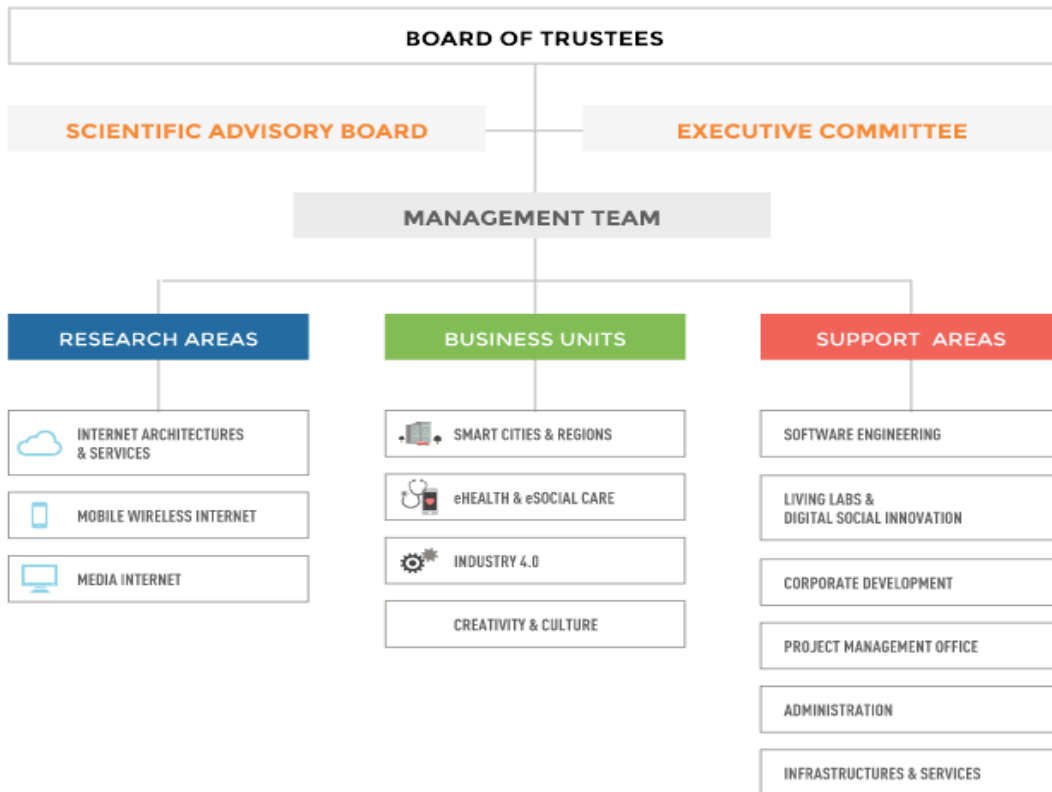 BOARD OF TRUSTEES
SCIENTIFIC ADVISORY BOARD
EXECUTIVE COMMITTEE
MANAGEMENT TEAM
RESEARCH AREAS
INTERNET ARCHITECTURES
& SERVICES
MOBILE WIRELESS INTERNET
MEDIA INTERNET
BUSINESS UNITS
SMART CITIES & REGIONS
eHEALTH & eSOCIAL CARE
INDUSTRY 4.0
CREATIVITY & CULTURE
SUPPORT AREAS
SOFTWARE ENGINEERING
LIVING LABS &
DIGITAL SOCIAL INNOVATION
CORPORATE DEVELOPMENT
PROJECT MANAGEMENT OFFICE
ADMINISTRATION
INFRASTRUCTURES & SERVICES